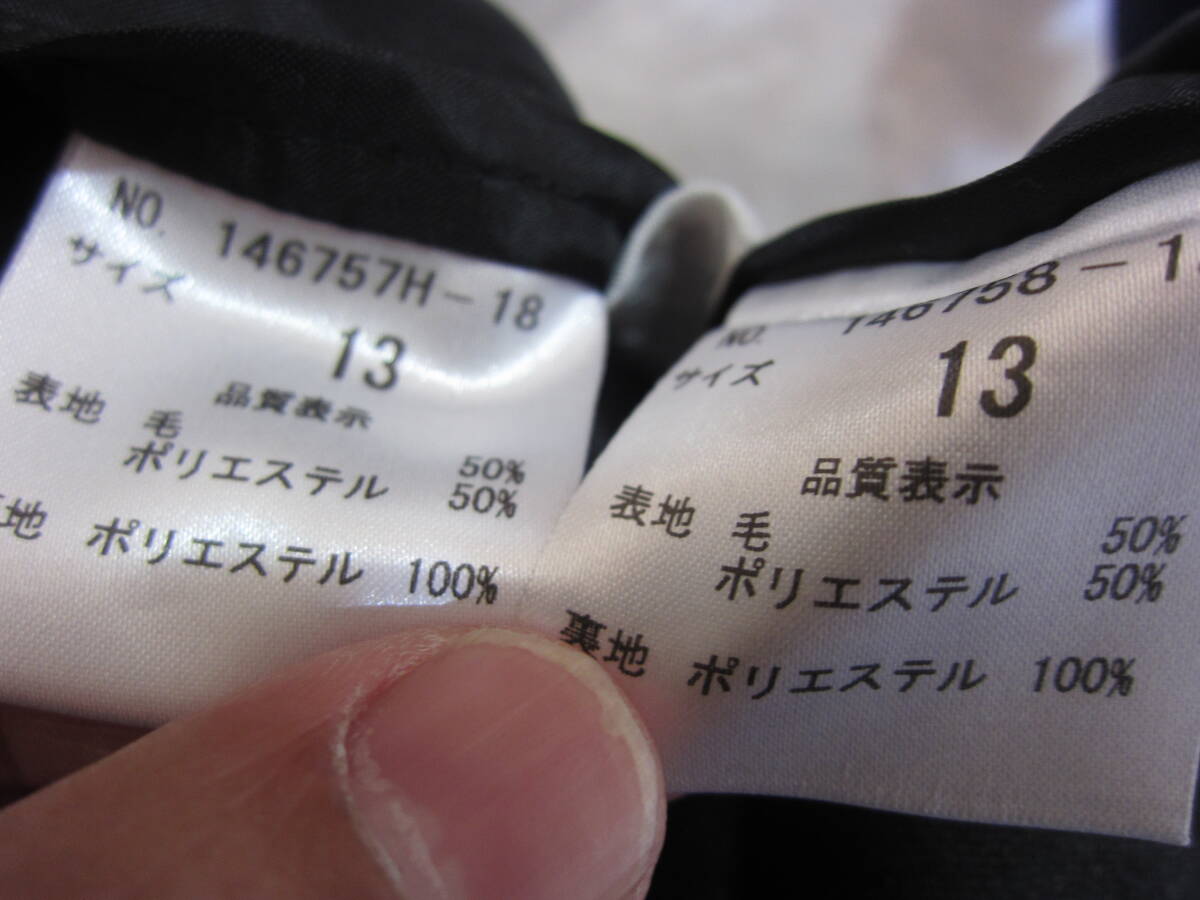 NO. 146757H-18
サイズ
13
品質表示
表地 毛 50%
ポリエステル 50%
地 ポリエステル 100%
NO. 146758-1
サイズ
13
品質表示
表地 毛 50%
ポリエステル 50%
裏地 ポリエステル 100%